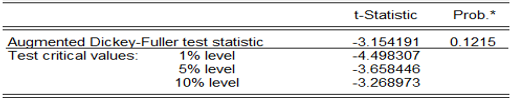 t-Statistic Prob.*
Augmented Dickey-Fuller test statistic -3.154191 0.1215
Test critical values: 1% level -4.498307
5% level -3.658446
10% level -3.268973